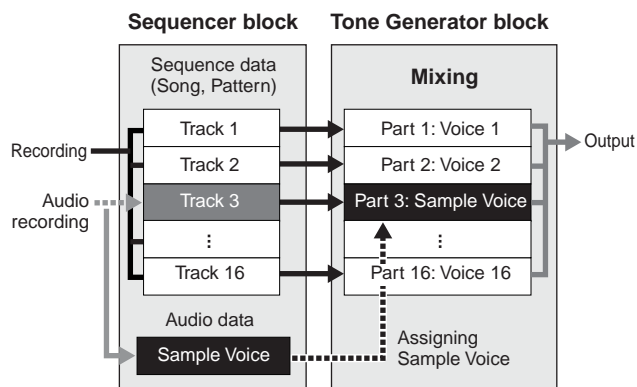 Sequencer block
Tone Generator block
Sequence data
(Song, Pattern)
Mixing
Track 1
Part 1: Voice 1
Recording
Output
Track 2
Part 2: Voice 2
Audio
recording
Track 3
Part 3: Sample Voice
...
...
Track 16
Part 16: Voice 16
Audio data
Sample Voice
Assigning
Sample Voice